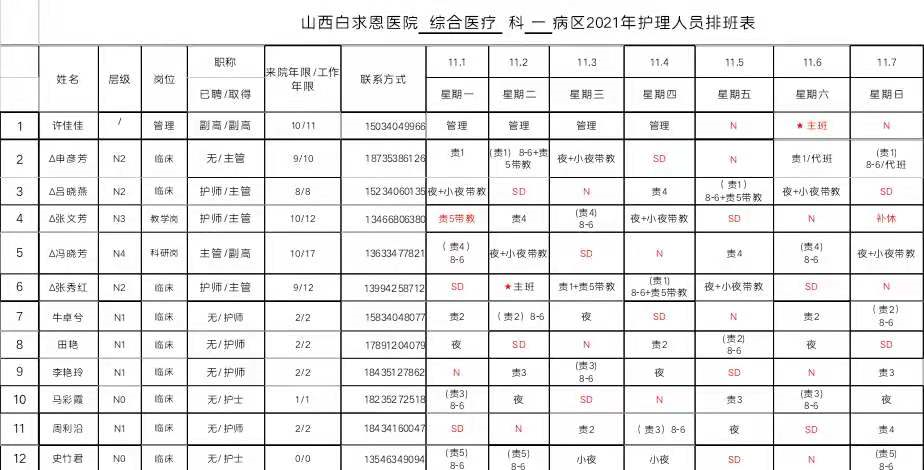 山西白求恩医院 综合医疗 科 一 病区2021年护理人员排班表
姓名 层级 岗位 职称 来院年限/工作年限 联系方式 11.1 11.2 11.3 11.4 11.5 11.6 11.7
已聘/取得 星期一 星期二 星期三 星期四 星期五 星期六 星期日
1 许佳佳 / 管理 副高/副高 10/11 15034049966 管理 管理 管理 管理 N ★主班 N
2 △申彦芳 N2 临床 无/主管 9/10 18735386126 责1 (责1) 8-6+责5带教 夜+小夜带教 SD N 责1/代班 (责1) 8-6/代班
3 △吕晓燕 N2 临床 护师/主管 8/8 15234060135 夜+小夜带教 SD N 责4 (责1) 8-6+责5带教 夜+小夜带教 SD
4 △张文芳 N3 教学岗 护师/主管 10/12 13466806380 责5带教 责4 (责4) 8-6 夜+小夜带教 SD N 补休
5 △冯晓芳 N4 科研岗 主管/副高 10/17 13633477821 (责4) 8-6 夜+小夜带教 SD N 责4 (责4) 8-6 夜+小夜带教
6 △张秀红 N2 临床 护师/主管 9/12 13994258712 SD ★主班 责1+责5带教 (责1) 8-6+责5带教 夜+小夜带教 SD N
7 牛卓兮 N1 临床 无/护师 2/2 15834048077 责2 (责2) 8-6 夜 SD N 责2 (责2) 8-6
8 田艳 N1 临床 无/护师 2/2 17891204079 夜 SD N 责2 (责2) 8-6 夜 SD
9 李艳玲 N1 临床 无/护师 2/2 18435127862 N 责3 (责3) 8-6 夜 SD N 责3
10 马彩霞 N0 临床 无/护士 1/1 18235272518 (责3) 8-6 夜 SD N 责3 (责3) 8-6 夜
11 周利沿 N1 临床 无/护师 2/2 18434160047 SD N 责2 (责3) 8-6 夜 SD 责4
12 史竹君 N0 临床 无/护士 0/0 13546349094 (责5) 8-6 (责5) 8-6 小夜 小夜 SD N (责5) 8-6